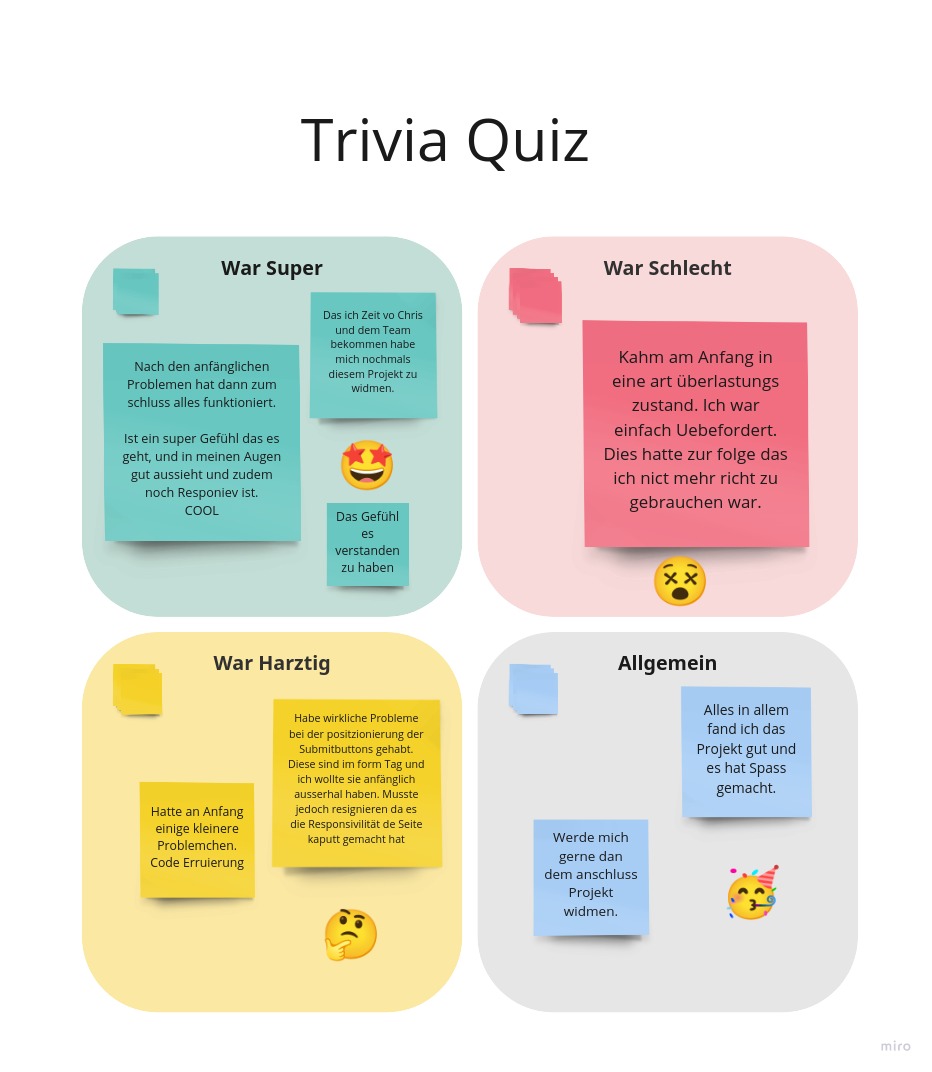 Trivia Quiz
War Super
Das ich Zeit vo Chris
und dem Team
bekommen habe
mich nochmals
diesem Projekt zu
widmen.
Nach den anfänglichen
Problemen hat dann zum
schluss alles funktioniert.
Ist ein super Gefühl das es
geht, und in meinen Augen
gut aussieht und zudem
noch Responiev ist.
COOL
Das Gefühl
es
verstanden
zu haben
War Schlecht
Kahm am Anfang in
eine art überlastungs
zustand. Ich war
einfach Uebefordert.
Dies hatte zur folge das
ich nict mehr richt zu
gebrauchen war.
War Harztig
Habe wirkliche Probleme
bei der positzionierung der
Submitbuttons gehabt.
Diese sind im form Tag und
ich wollte sie anfänglich
ausserhal haben. Musste
jedoch resignieren da es
die Responsivilität de Seite
kaputt gemacht hat
Hatte an Anfang
einige kleinere
Problemchen.
Code Erruierung
Allgemein
Alles in allem
fand ich das
Projekt gut und
es hat Spass
gemacht.
Werde mich
gerne dan
dem anschluss
Projekt
widmen.
miro